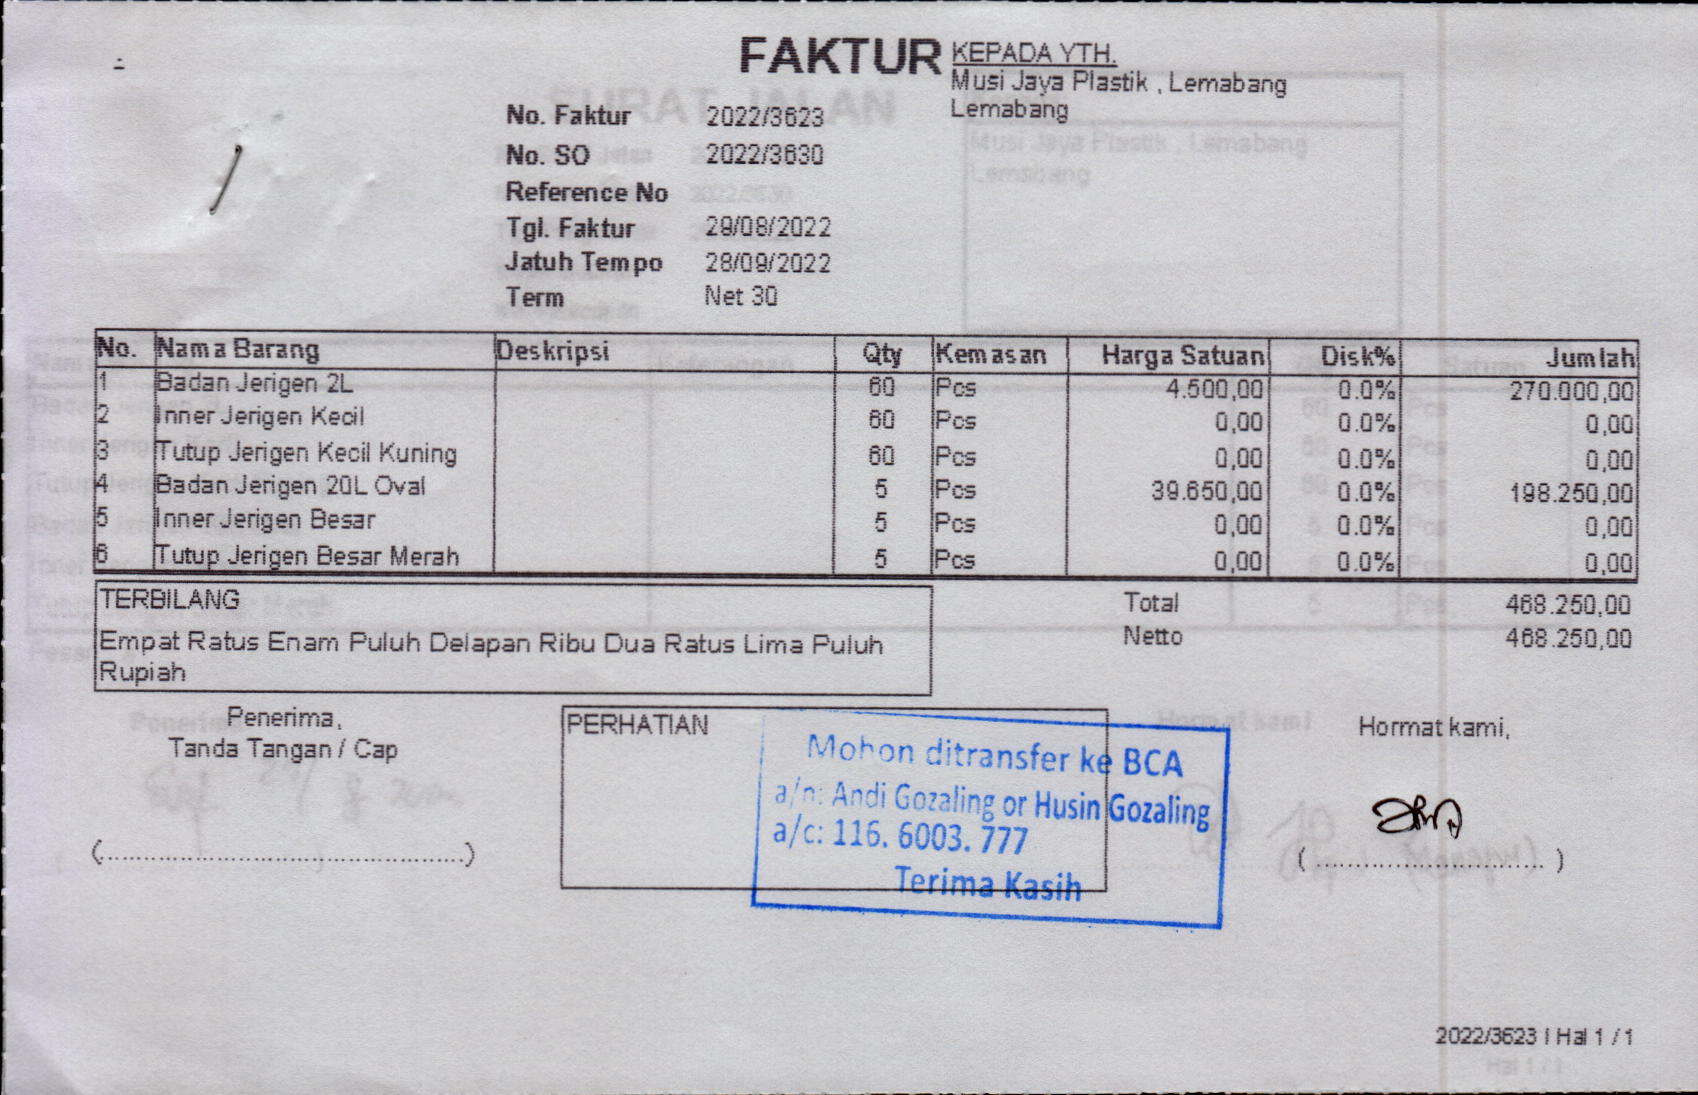 FAKTUR
KEPADA YTH.
Musi Jaya Plastik , Lemabang
Lemabang
No. Faktur 2022/3623
No. SO 2022/3630
Reference No
Tgl. Faktur 29/08/2022
Jatuh Tempo 28/09/2022
Term Net 30
No. Nama Barang Deskripsi Qty Kemasan Harga Satuan Disk% Jumlah
1 Badan Jerigen 2L 60 Pcs 4.500,00 0.0% 270.000,00
2 Inner Jerigen Kecil 60 Pcs 0,00 0.0% 0,00
3 Tutup Jerigen Kecil Kuning 60 Pcs 0,00 0.0% 0,00
4 Badan Jerigen 20L Oval 5 Pcs 39.650,00 0.0% 198.250,00
5 Inner Jerigen Besar 5 Pcs 0,00 0.0% 0,00
6 Tutup Jerigen Besar Merah 5 Pcs 0,00 0.0% 0,00
TERBILANG
Empat Ratus Enam Puluh Delapan Ribu Dua Ratus Lima Puluh
Rupiah
Total 468.250,00
Netto 468.250,00
Penerima,
Tanda Tangan / Cap
(................................................)
PERHATIAN
Mohon ditransfer ke BCA
a/n: Andi Gozaling or Husin Gozaling
a/c: 116. 6003. 777
Terima Kasih
Hormat kami,
( .............................. )
2022/3623 | Hal 1 / 1